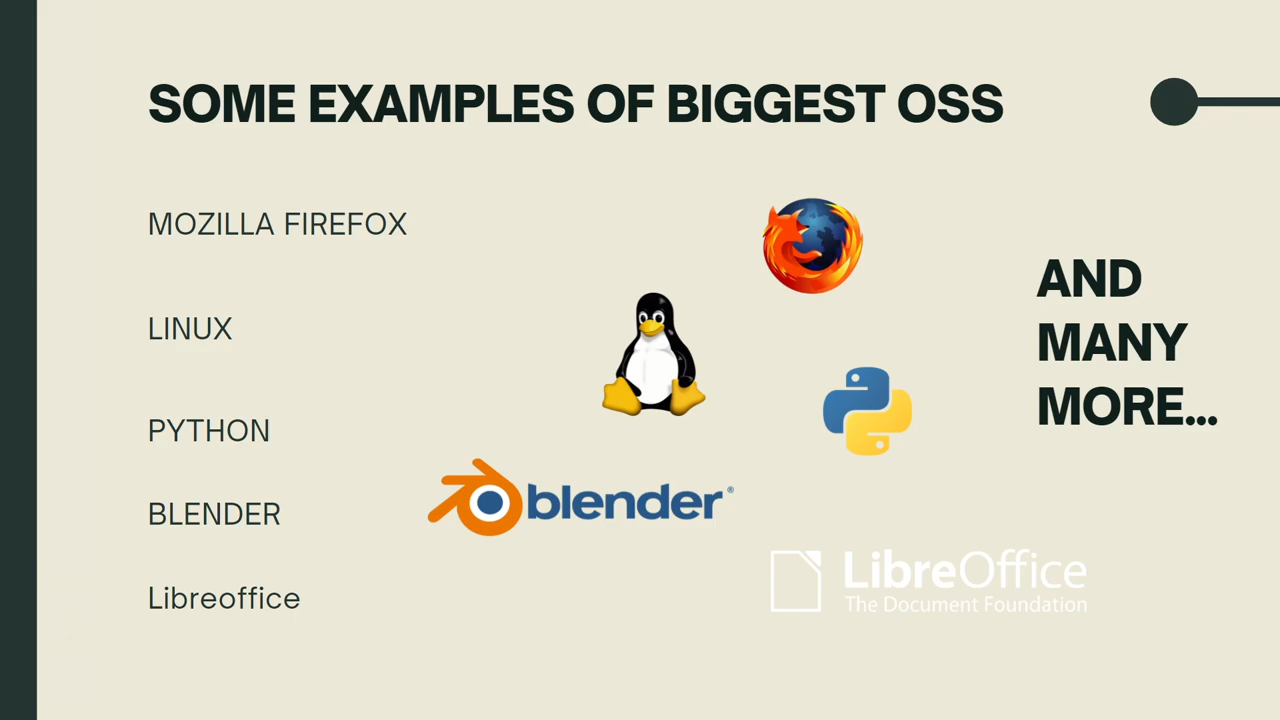 SOME EXAMPLES OF BIGGEST OSS
MOZILLA FIREFOX
LINUX
PYTHON
BLENDER
Libreoffice
blender®
LibreOffice
The Document Foundation
AND
MANY
MORE...